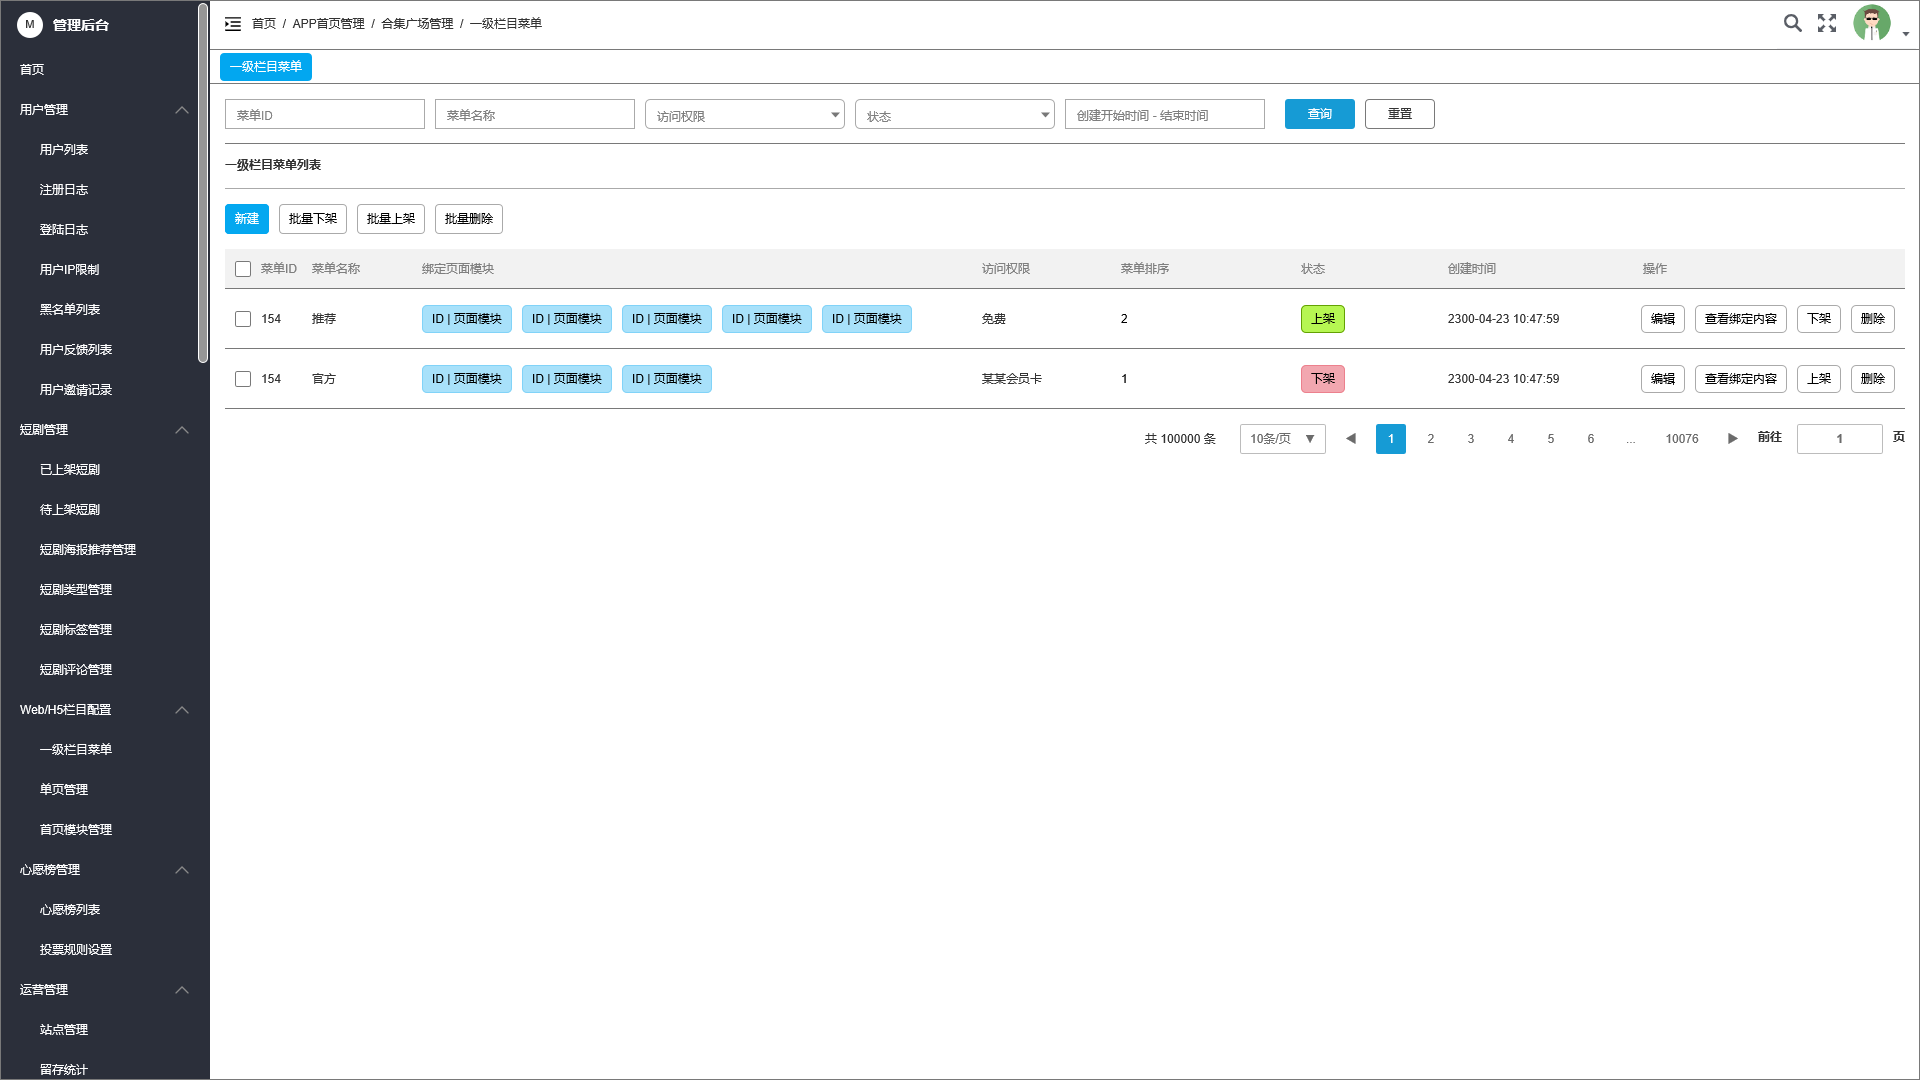 M 管理后台
首页
用户管理
用户列表
注册日志
登陆日志
用户IP限制
黑名单列表
用户反馈列表
用户邀请记录
短剧管理
已上架短剧
待上架短剧
短剧海报推荐管理
短剧类型管理
短剧标签管理
短剧评论管理
Web/H5栏目配置
一级栏目菜单
单页管理
首页模块管理
心愿榜管理
心愿榜列表
投票规则设置
运营管理
站点管理
留存统计
首页 / APP首页管理 / 合集广场管理 / 一级栏目菜单
一级栏目菜单
菜单ID 菜单名称 访问权限 状态 创建开始时间 - 结束时间 查询 重置
一级栏目菜单列表
新建 批量下架 批量上架 批量删除
菜单ID 菜单名称 绑定页面模块 访问权限 菜单排序 状态 创建时间 操作
154 推荐 ID | 页面模块 ID | 页面模块 ID | 页面模块 ID | 页面模块 ID | 页面模块 免费 2 上架 2300-04-23 10:47:59 编辑 查看绑定内容 下架 删除
154 官方 ID | 页面模块 ID | 页面模块 ID | 页面模块 某某会员卡 1 下架 2300-04-23 10:47:59 编辑 查看绑定内容 上架 删除
共 100000 条 10条/页 1 2 3 4 5 6 ... 10076 前往 1 页